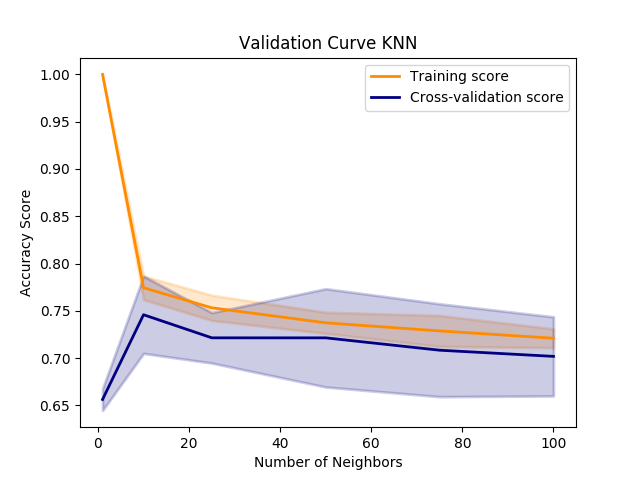 Validation Curve KNN
Training score
Cross-validation score
1.00
0.95
0.90
0.85
0.80
0.75
0.70
0.65
Accuracy Score
0 20 40 60 80 100
Number of Neighbors